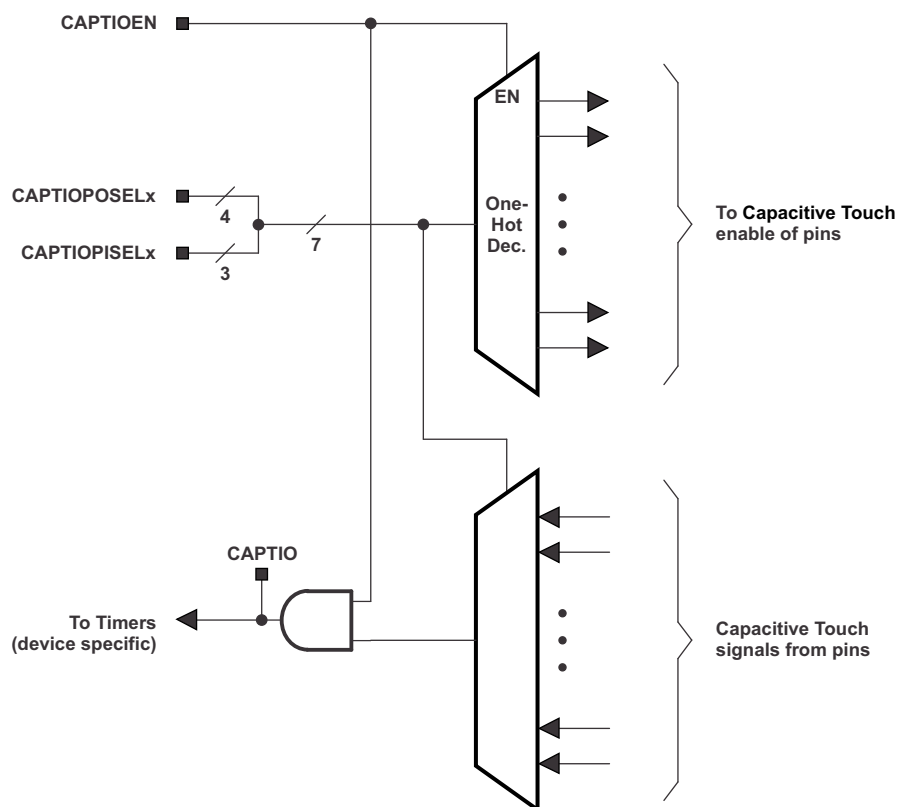 CAPTIOEN
EN
CAPTIOPOSELx
4
CAPTIOPISELx
3
7
One-
Hot
Dec.
To Capacitive Touch
enable of pins
CAPTIO
To Timers
(device specific)
Capacitive Touch
signals from pins